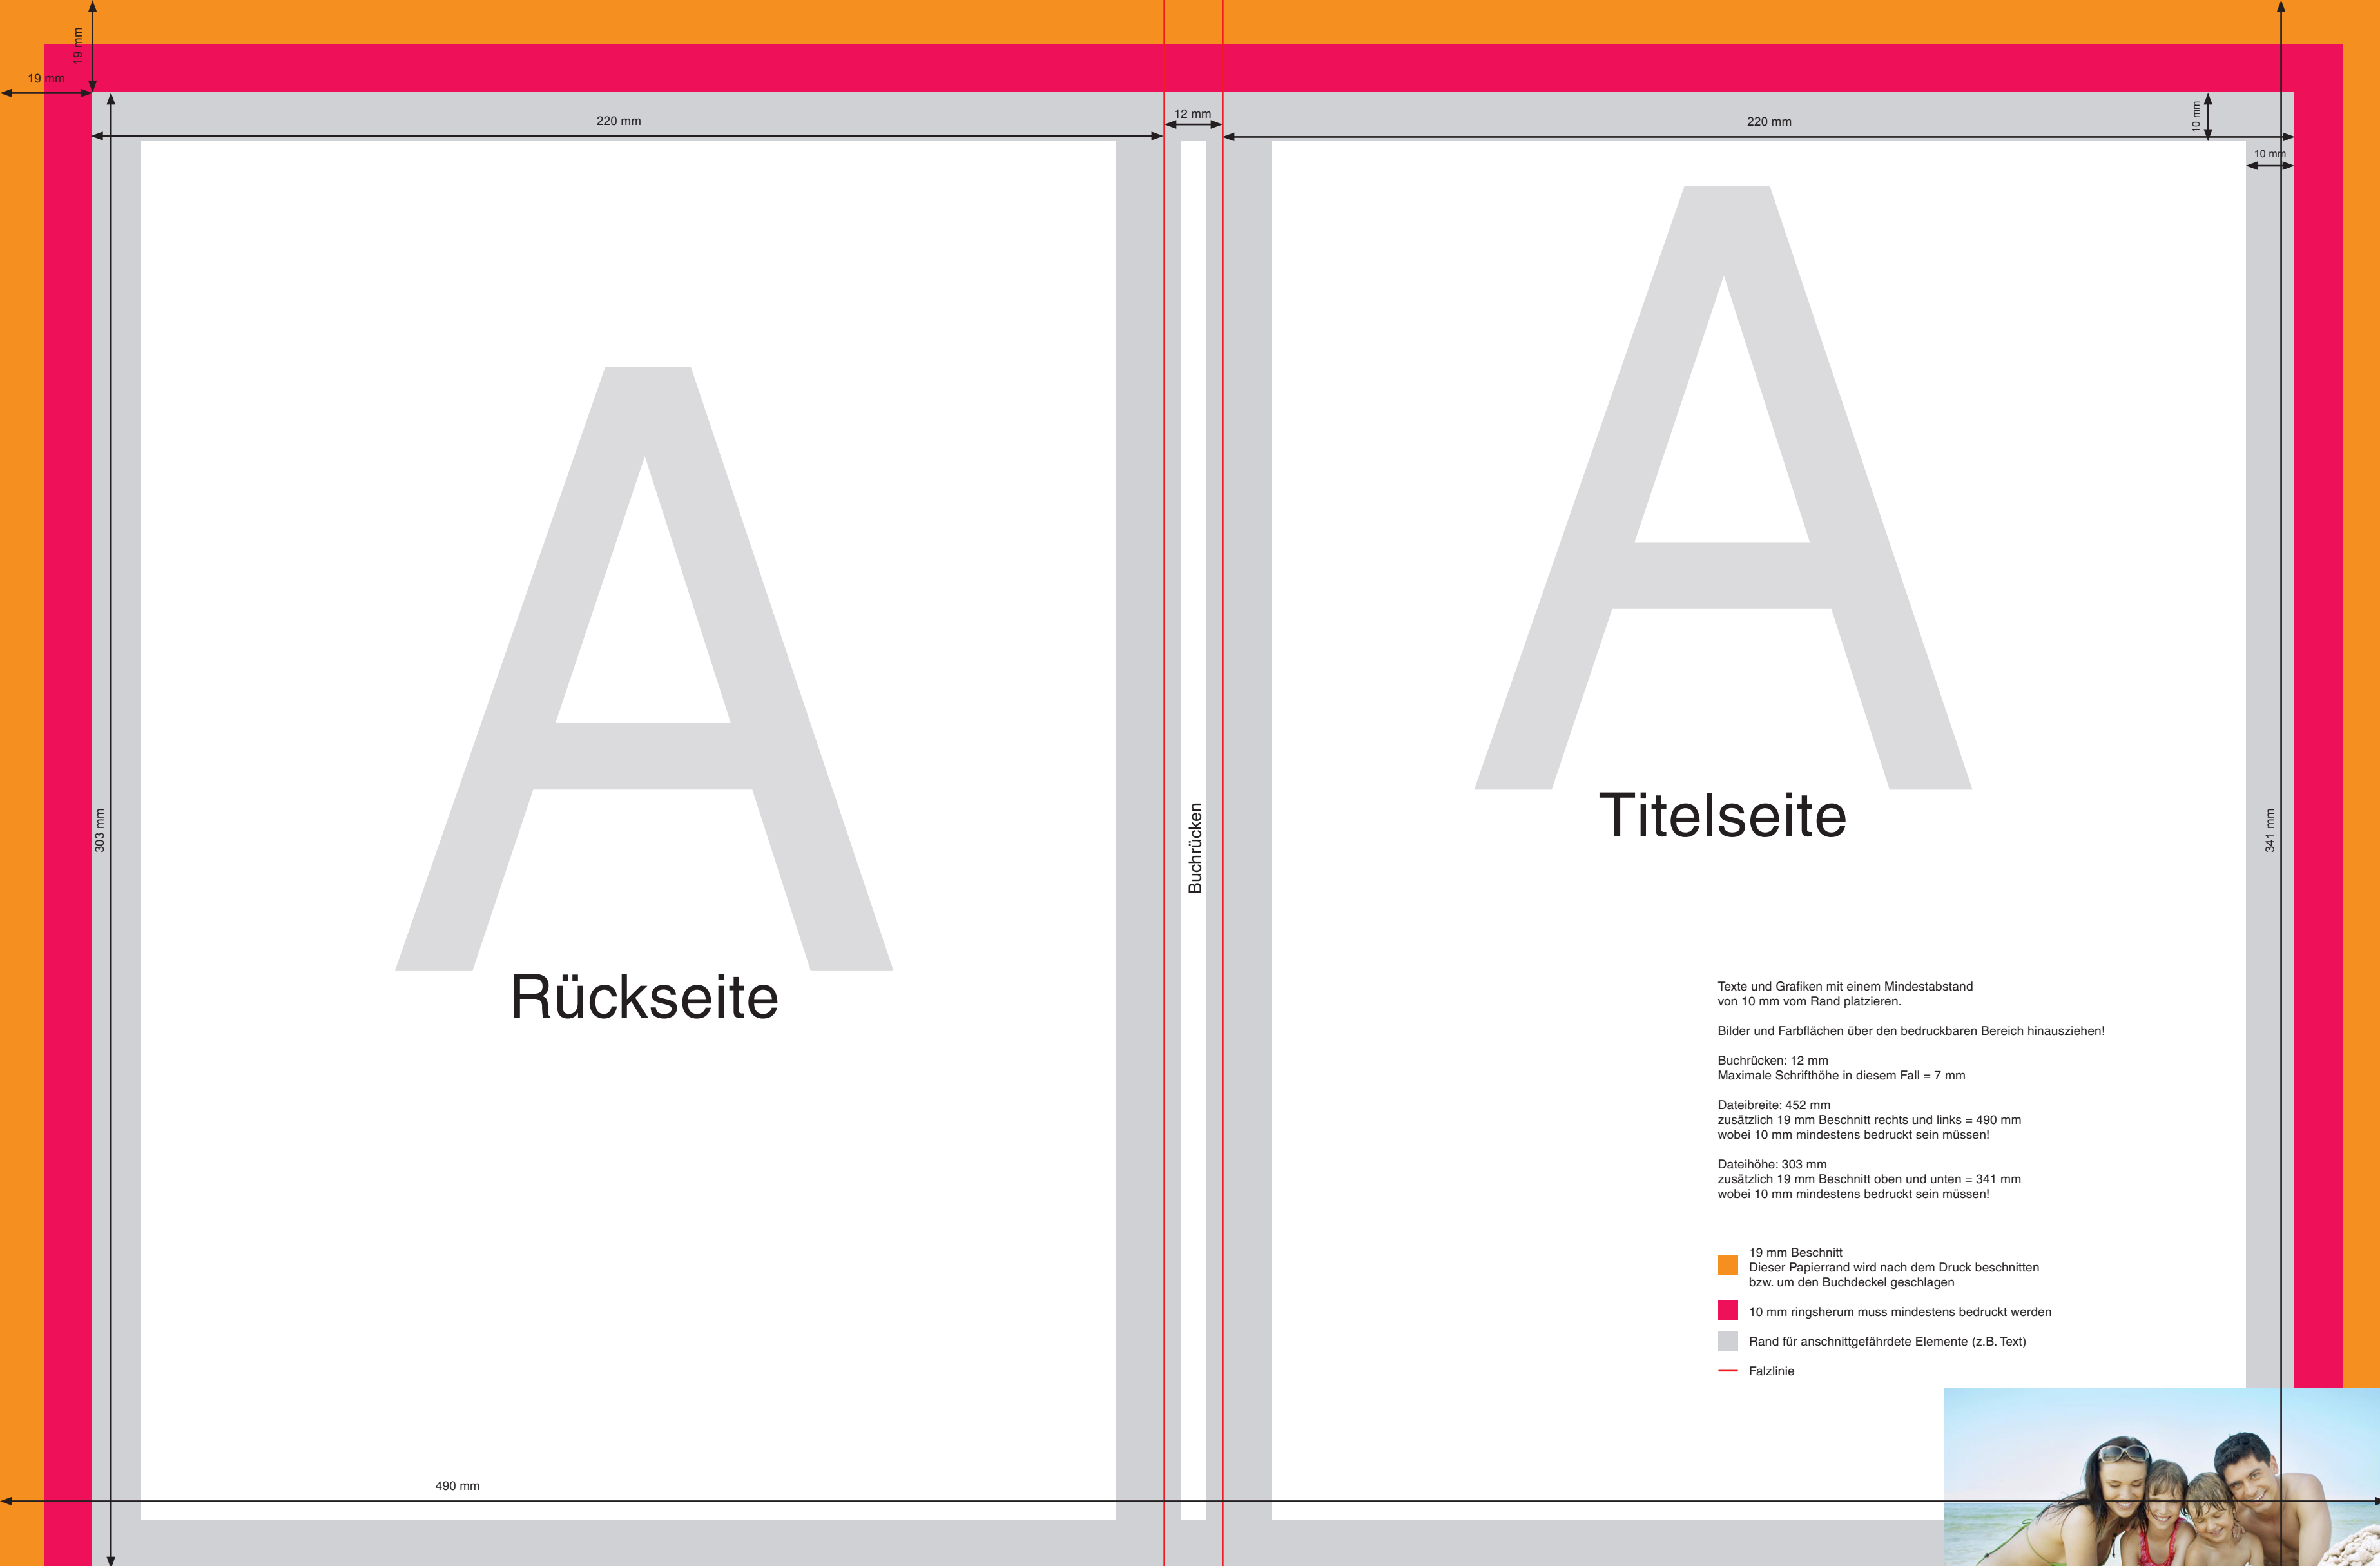 19 mm
19 mm
220 mm
12 mm
220 mm
10 mm
10 mm
A
A
303 mm
341 mm
Titelseite
Buchrücken
Rückseite
Texte und Grafiken mit einem Mindestabstand
von 10 mm vom Rand platzieren.
Bilder und Farbflächen über den bedruckbaren Bereich hinausziehen!
Buchrücken: 12 mm
Maximale Schrifthöhe in diesem Fall = 7 mm
Dateibreite: 452 mm
zusätzlich 19 mm Beschnitt rechts und links = 490 mm
wobei 10 mm mindestens bedruckt sein müssen!
Dateihöhe: 303 mm
zusätzlich 19 mm Beschnitt oben und unten = 341 mm
wobei 10 mm mindestens bedruckt sein müssen!
19 mm Beschnitt
Dieser Papierrand wird nach dem Druck beschnitten
bzw. um den Buchdeckel geschlagen
10 mm ringsherum muss mindestens bedruckt werden
Rand für anschnittgefährdete Elemente (z.B. Text)
Falzlinie
490 mm